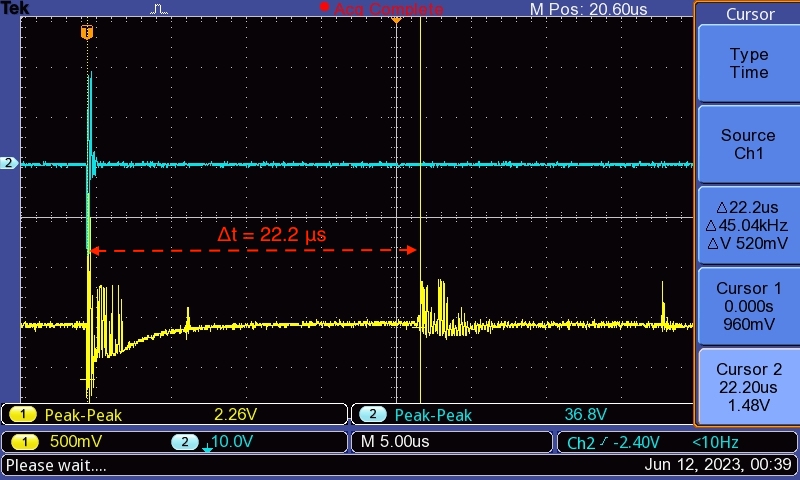 Tek
Acq Complete
M Pos: 20.60us
Cursor
Type
Time
Source
Ch1
Δ22.2us
Δ45.04kHz
ΔV 520mV
Cursor 1
0.000s
960mV
Cursor 2
22.20us
1.48V
T
2
Δt = 22.2 µs
1 Peak-Peak 2.26V
2 Peak-Peak 36.8V
1 500mV
2 10.0V
M 5.00us
Ch2 -2.40V
<10Hz
Please wait....
Jun 12, 2023, 00:39